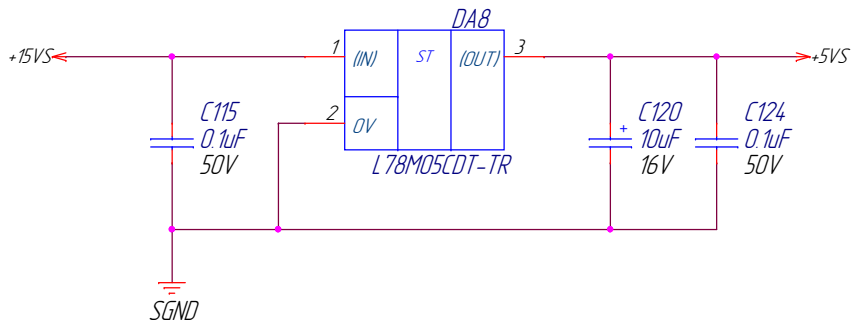 DA8
+15VS
1
(IN)
ST
(OUT)
3
+5VS
2
0V
L78M05CDT-TR
C115
0.1uF
50V
+
C120
10uF
16V
C124
0.1uF
50V
SGND